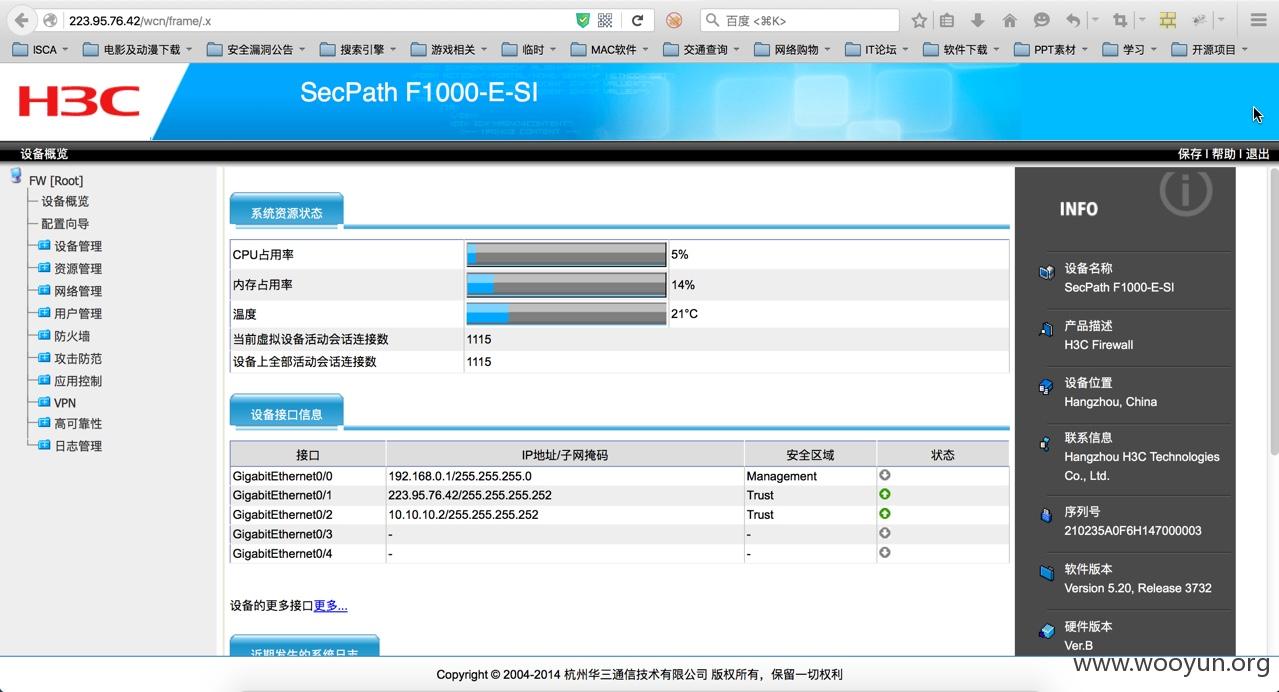 223.95.76.42/wcn/frame/.x
百度 <⌘K>
ISCA 电影及动漫下载 安全漏洞公告 搜索引擎 游戏相关 临时 MAC软件 交通查询 网络购物 IT论坛 软件下载 PPT素材 学习 开源项目
H3C
SecPath F1000-E-SI
设备概览
保存 | 帮助 | 退出
FW [Root]
设备概览
配置向导
设备管理
资源管理
网络管理
用户管理
防火墙
攻击防范
应用控制
VPN
高可靠性
日志管理
系统资源状态
CPU占用率 5%
内存占用率 14%
温度 21°C
当前虚拟设备活动会话连接数 1115
设备上全部活动会话连接数 1115
设备接口信息
接口 IP地址/子网掩码 安全区域 状态
GigabitEthernet0/0 192.168.0.1/255.255.255.0 Management
GigabitEthernet0/1 223.95.76.42/255.255.255.252 Trust
GigabitEthernet0/2 10.10.10.2/255.255.255.252 Trust
GigabitEthernet0/3 - -
GigabitEthernet0/4 - -
设备的更多接口更多...
近期发生的系统日志
INFO
设备名称
SecPath F1000-E-SI
产品描述
H3C Firewall
设备位置
Hangzhou, China
联系信息
Hangzhou H3C Technologies
Co., Ltd.
序列号
210235A0F6H147000003
软件版本
Version 5.20, Release 3732
硬件版本
Ver.B
Copyright © 2004-2014 杭州华三通信技术有限公司 版权所有，保留一切权利
www.wooyun.org